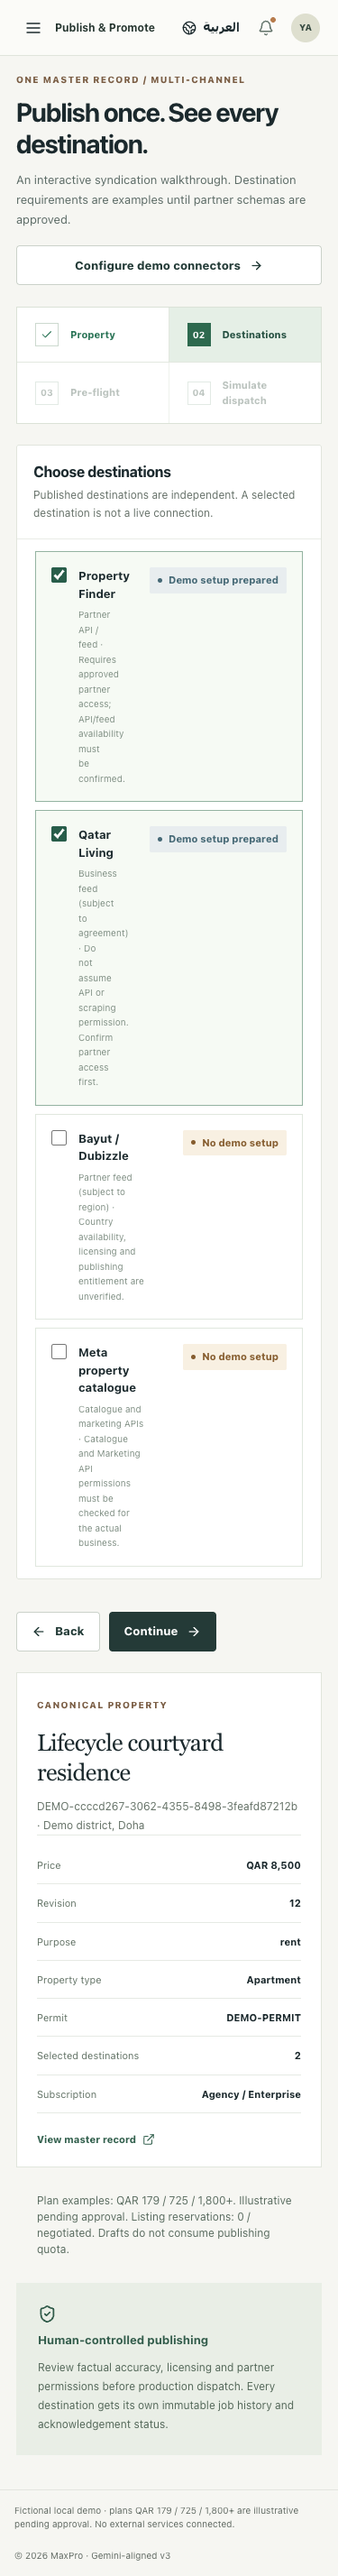 Publish & Promote
العربية
YA
ONE MASTER RECORD / MULTI-CHANNEL
Publish once. See every
destination.
An interactive syndication walkthrough. Destination
requirements are examples until partner schemas are
approved.
Configure demo connectors
Property
02 Destinations
03 Pre-flight
04 Simulate
dispatch
Choose destinations
Published destinations are independent. A selected
destination is not a live connection.
Property
Finder
Demo setup prepared
Partner
API /
feed ·
Requires
approved
partner
access;
API/feed
availability
must
be
confirmed.
Qatar
Living
Demo setup prepared
Business
feed
(subject
to
agreement)
· Do
not
assume
API or
scraping
permission.
Confirm
partner
access
first.
Bayut /
Dubizzle
No demo setup
Partner feed
(subject to
region) ·
Country
availability,
licensing and
publishing
entitlement are
unverified.
Meta
property
catalogue
No demo setup
Catalogue and
marketing APIs
· Catalogue
and Marketing
API
permissions
must be
checked for
the actual
business.
Back
Continue
CANONICAL PROPERTY
Lifecycle courtyard
residence
DEMO-ccccd267-3062-4355-8498-3feafd87212b
· Demo district, Doha
Price QAR 8,500
Revision 12
Purpose rent
Property type Apartment
Permit DEMO-PERMIT
Selected destinations 2
Subscription Agency / Enterprise
View master record
Plan examples: QAR 179 / 725 / 1,800+. Illustrative
pending approval. Listing reservations: 0 /
negotiated. Drafts do not consume publishing
quota.
Human-controlled publishing
Review factual accuracy, licensing and partner
permissions before production dispatch. Every
destination gets its own immutable job history and
acknowledgement status.
Fictional local demo · plans QAR 179 / 725 / 1,800+ are illustrative
pending approval. No external services connected.
© 2026 MaxPro · Gemini-aligned v3